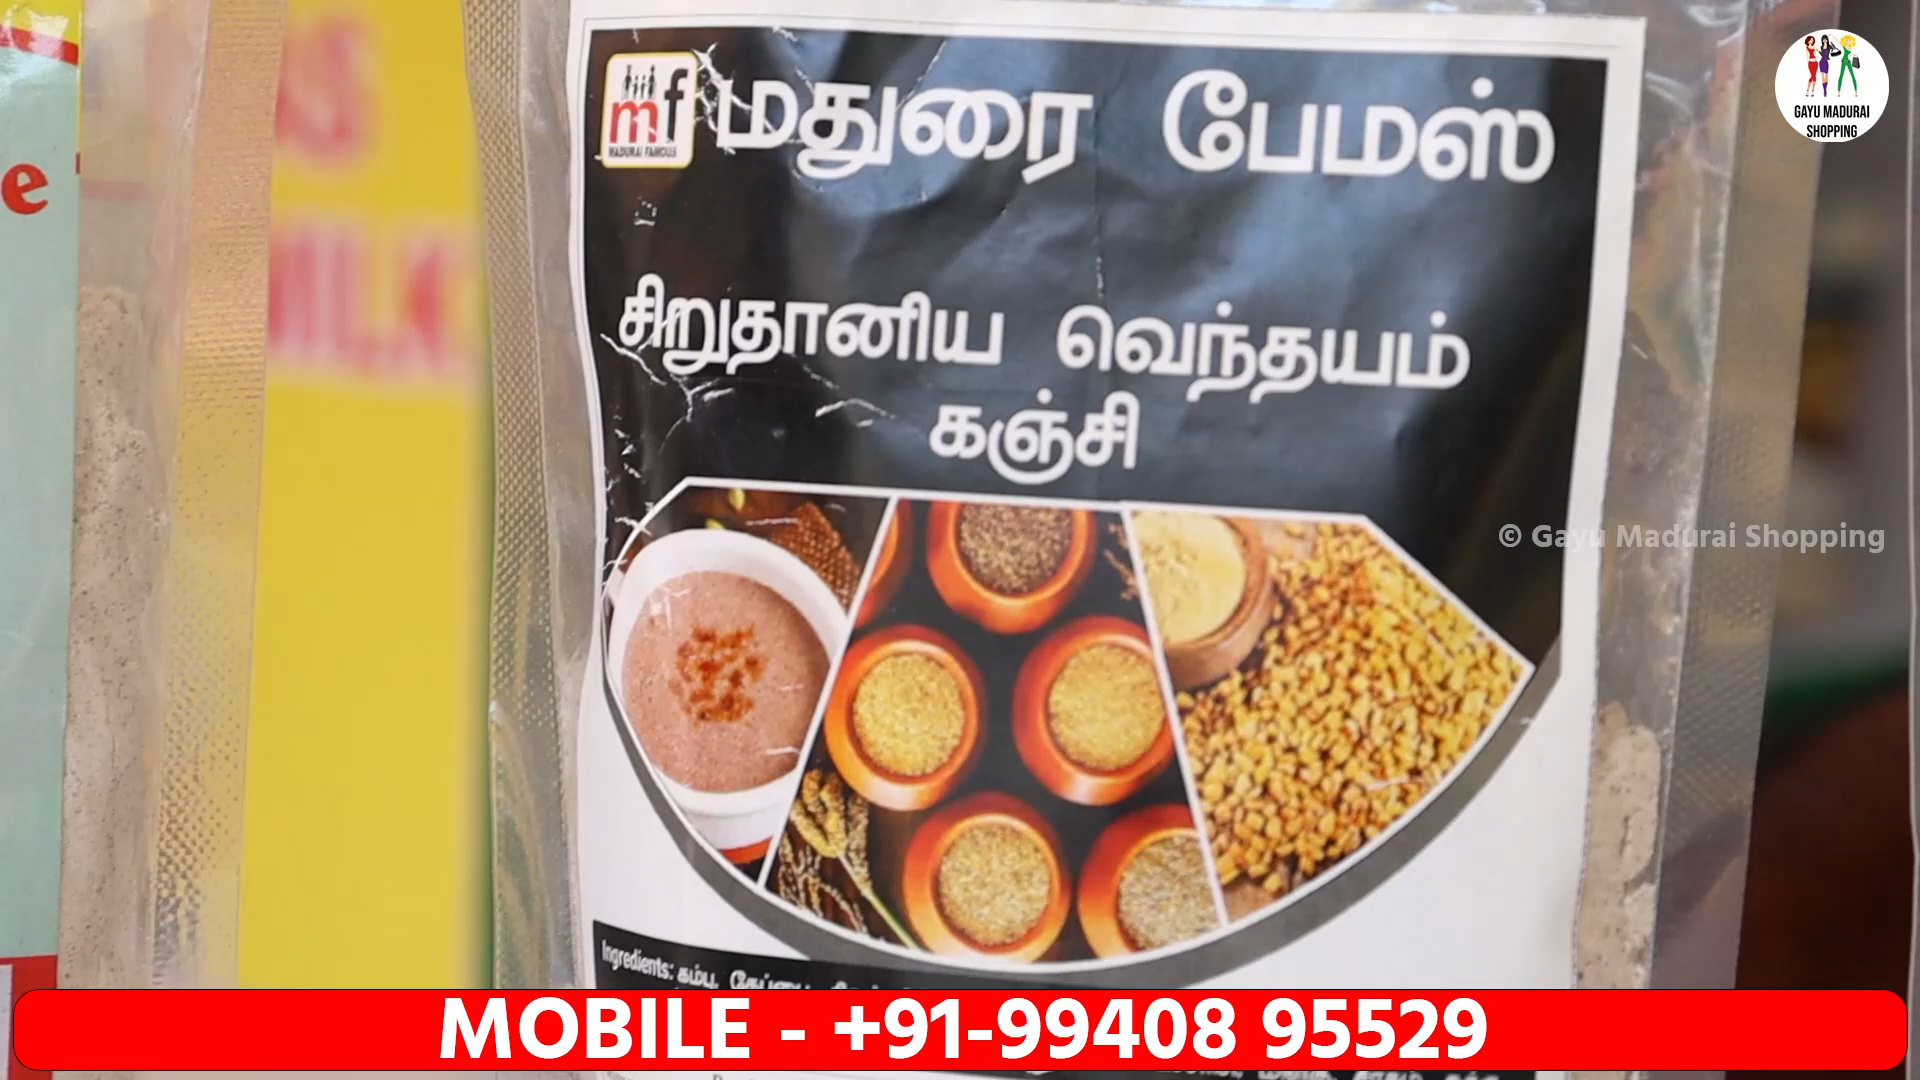 mf
MADURAI FAMOUS
மதுரை பேமஸ்
சிறுதானிய வெந்தயம்
கஞ்சி
GAYU MADURAI
SHOPPING
© Gayu Madurai Shopping
e
Ingredients: கம்பு,
MOBILE - +91-99408 95529